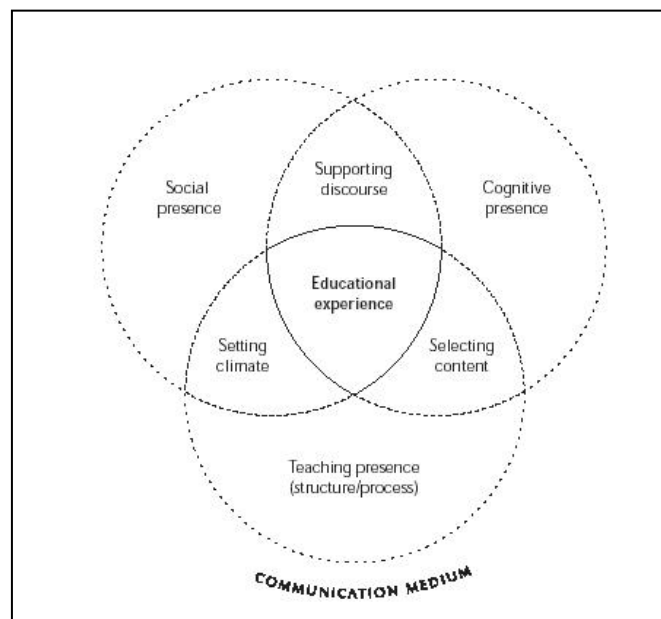 Supporting
discourse
Social
presence
Cognitive
presence
Educational
experience
Setting
climate
Selecting
content
Teaching presence
(structure/process)
COMMUNICATION MEDIUM